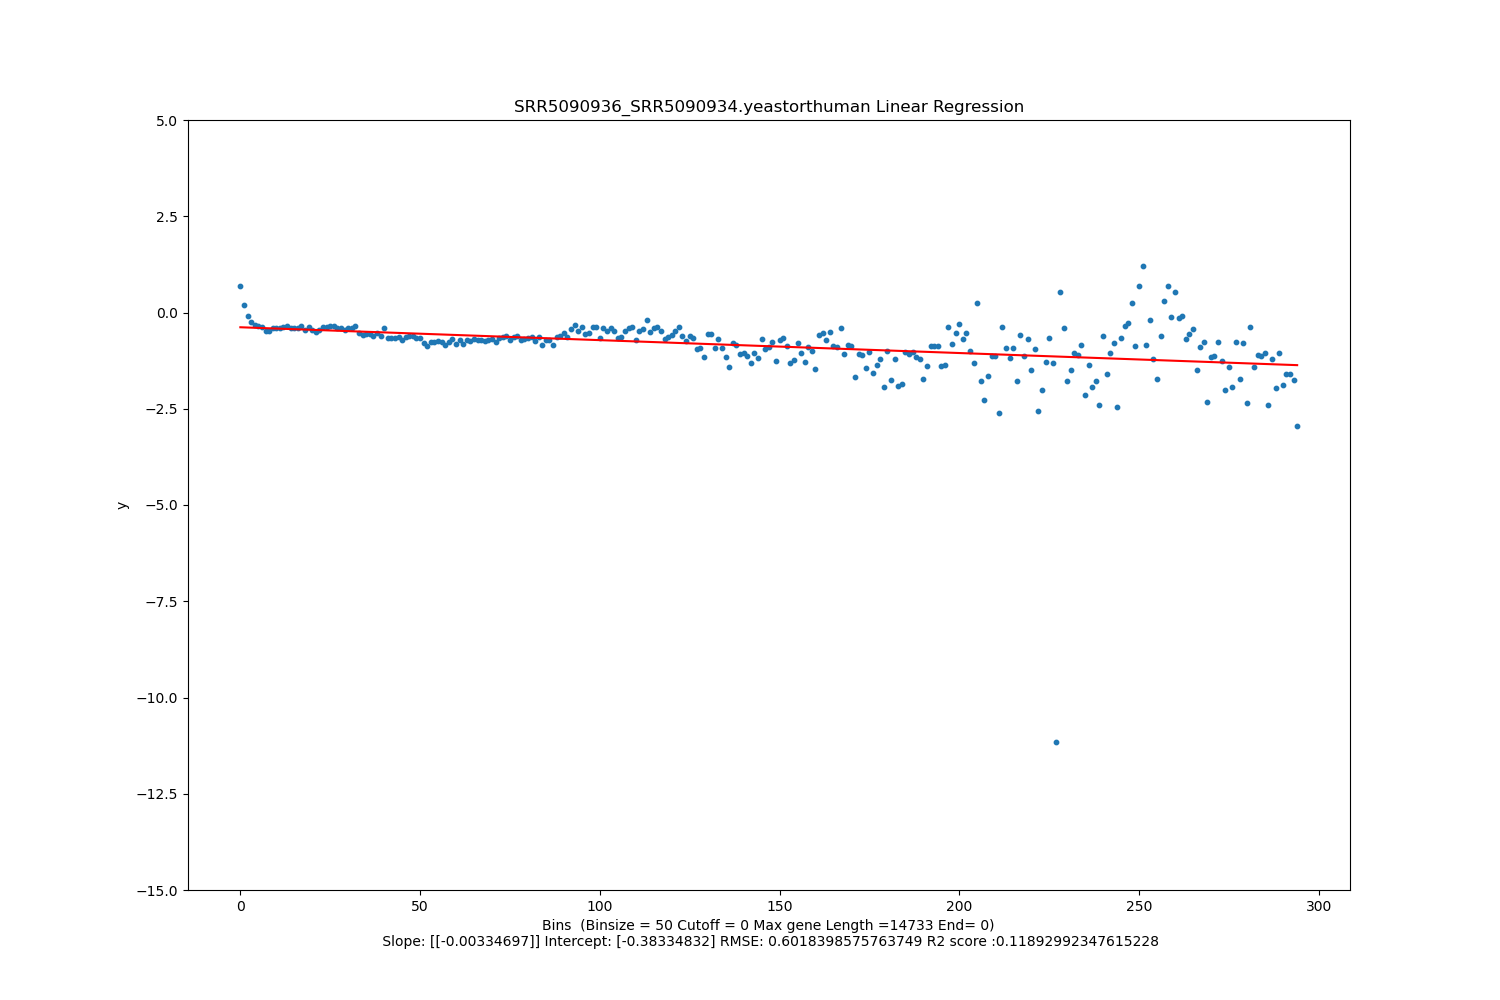 SRR5090936_SRR5090934.yeastorthuman Linear Regression
5.0
2.5
0.0
−2.5
−5.0
−7.5
−10.0
−12.5
−15.0
y
0 50 100 150 200 250 300
Bins  (Binsize = 50 Cutoff = 0 Max gene Length =14733 End= 0)
Slope: [[-0.00334697]] Intercept: [-0.38334832] RMSE: 0.6018398575763749 R2 score :0.11892992347615228